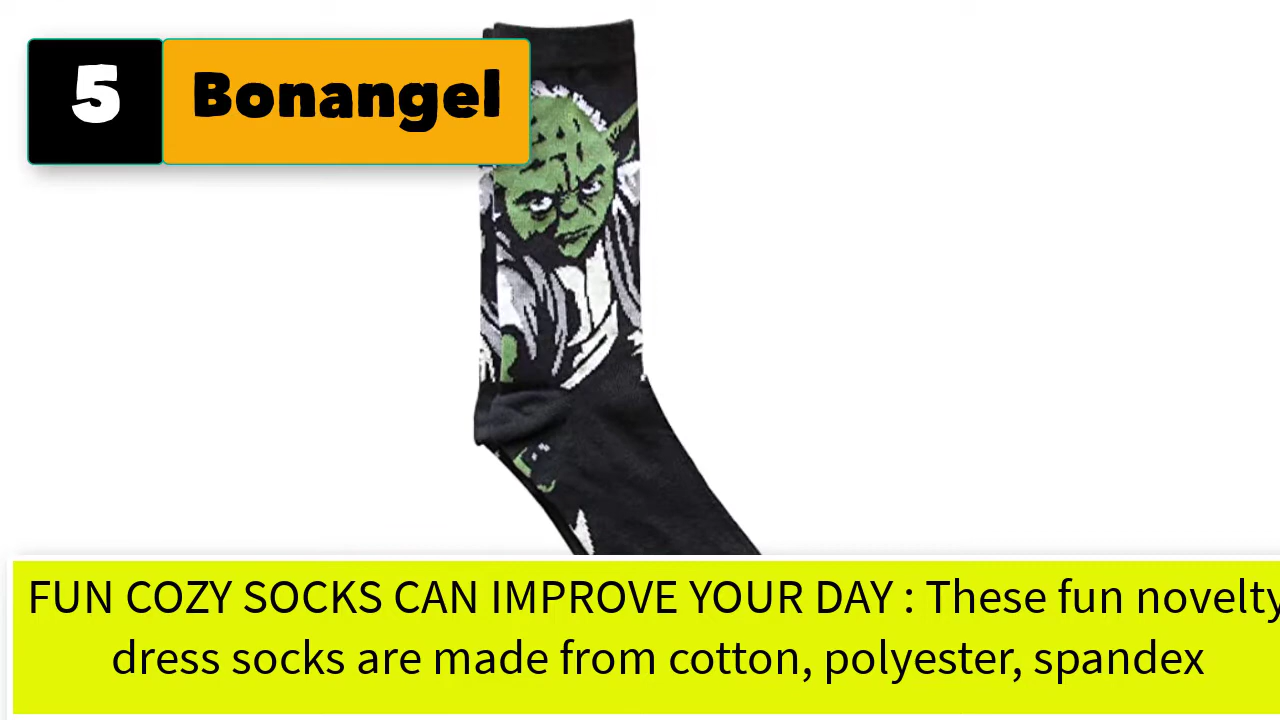 5 Bonangel
FUN COZY SOCKS CAN IMPROVE YOUR DAY : These fun novelty
dress socks are made from cotton, polyester, spandex